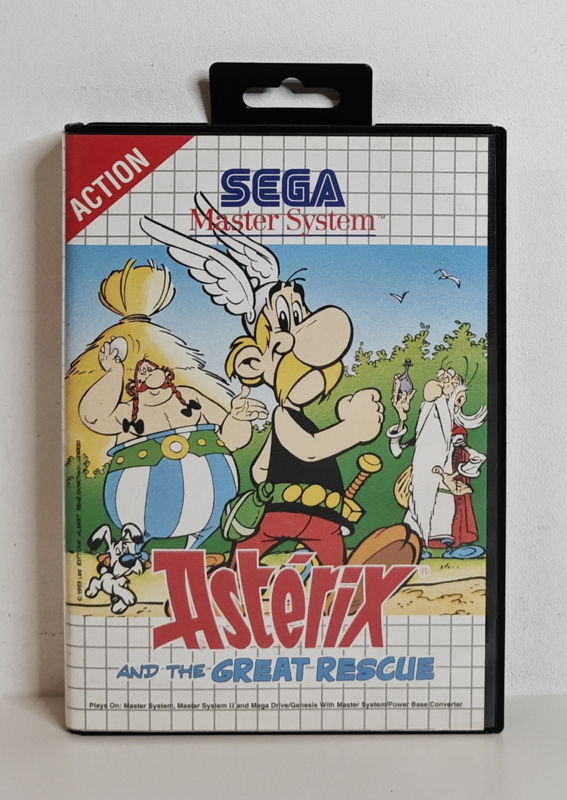 ACTION
SEGA
Master System™
Astérix®
AND THE GREAT RESCUE
Plays On: Master System, Master System II and Mega Drive/Genesis With Master System/Power Base Converter